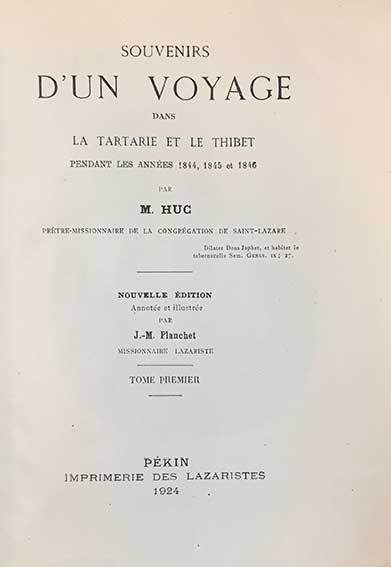 SOUVENIRS
D'UN VOYAGE
DANS
LA TARTARIE ET LE THIBET
PENDANT LES ANNÉES 1844, 1845 et 1846
PAR
M. HUC
PRÊTRE-MISSIONNAIRE DE LA CONGRÉGATION DE SAINT-LAZARE
Dilatet Deus Japhet, et habitet in
tabernaculis Sem. GENES. IX ; 27.
NOUVELLE ÉDITION
Annotée et illustrée
PAR
J.-M. Planchet
MISSIONNAIRE LAZARISTE
TOME PREMIER
PÉKIN
IMPRIMERIE DES LAZARISTES
1924